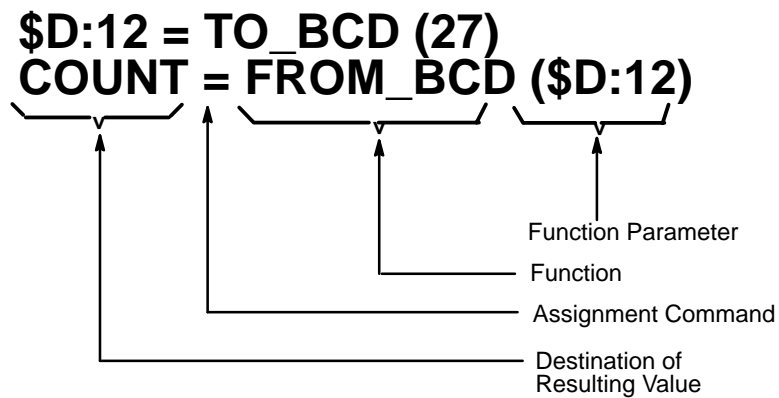 $D:12 = TO_BCD (27)
COUNT = FROM_BCD ($D:12)
Function Parameter
Function
Assignment Command
Destination of
Resulting Value